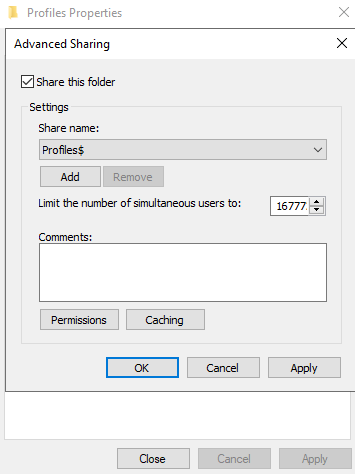 Profiles Properties
Advanced Sharing
Share this folder
Settings
Share name:
Profiles$
Add Remove
Limit the number of simultaneous users to: 16777
Comments:
Permissions Caching
OK Cancel Apply
Close Cancel Apply